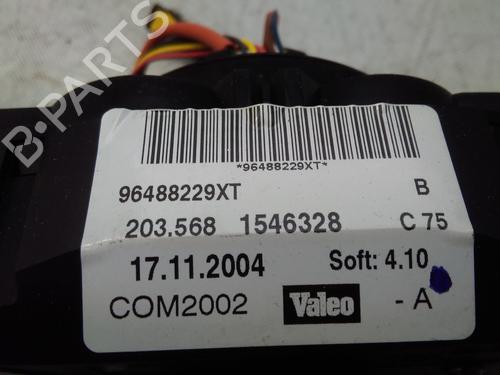 B-PARTS
*96488229XT*
96488229XT B
203.568 1546328 C 75
17.11.2004 Soft: 4.10
COM2002 Valeo - A